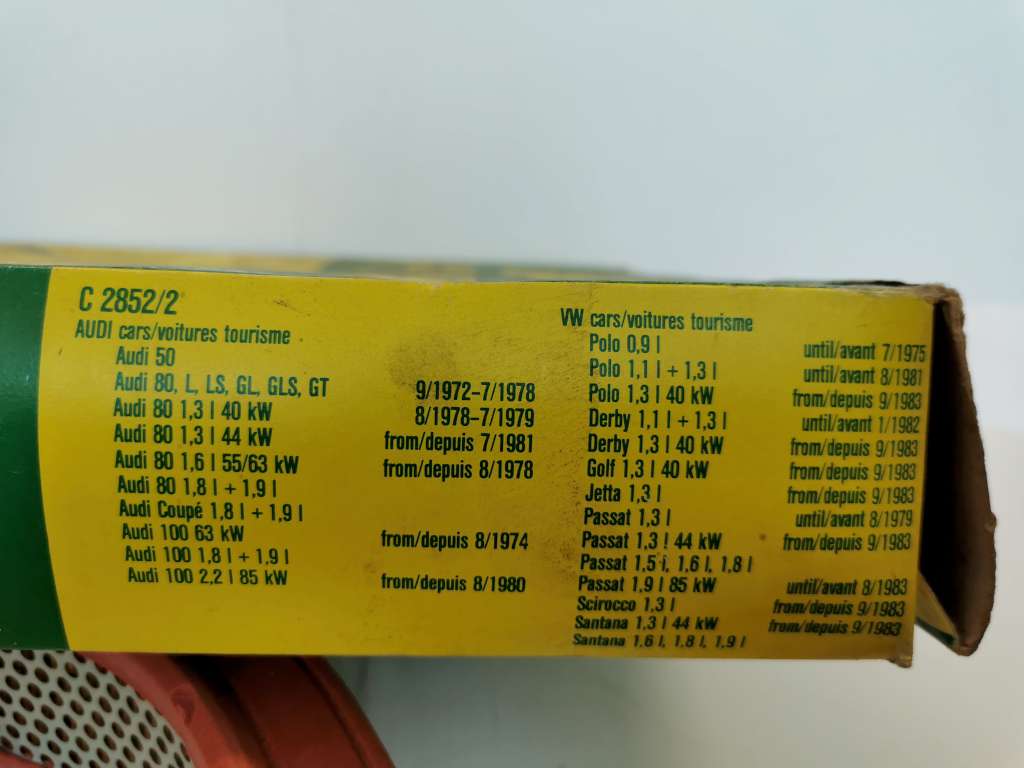 C 2852/2
AUDI cars/voitures tourisme
Audi 50
Audi 80, L, LS, GL, GLS, GT 9/1972-7/1978
Audi 80 1,3 l 40 kW 8/1978-7/1979
Audi 80 1,3 l 44 kW from/depuis 7/1981
Audi 80 1,6 l 55/63 kW from/depuis 8/1978
Audi 80 1,8 l + 1,9 l
Audi Coupé 1,8 l + 1,9 l
Audi 100 63 kW from/depuis 8/1974
Audi 100 1,8 l + 1,9 l
Audi 100 2,2 l 85 kW from/depuis 8/1980
VW cars/voitures tourisme
Polo 0,9 l until/avant 7/1975
Polo 1,1 l + 1,3 l until/avant 8/1981
Polo 1,3 l 40 kW from/depuis 9/1983
Derby 1,1 l + 1,3 l until/avant 1/1982
Derby 1,3 l 40 kW from/depuis 9/1983
Golf 1,3 l 40 kW from/depuis 9/1983
Jetta 1,3 l from/depuis 9/1983
Passat 1,3 l until/avant 8/1979
Passat 1,3 l 44 kW from/depuis 9/1983
Passat 1,5 l, 1,6 l, 1,8 l
Passat 1,9 l 85 kW until/avant 8/1983
Scirocco 1,3 l from/depuis 9/1983
Santana 1,3 l 44 kW from/depuis 9/1983
Santana 1,6 l, 1,8 l, 1,9 l